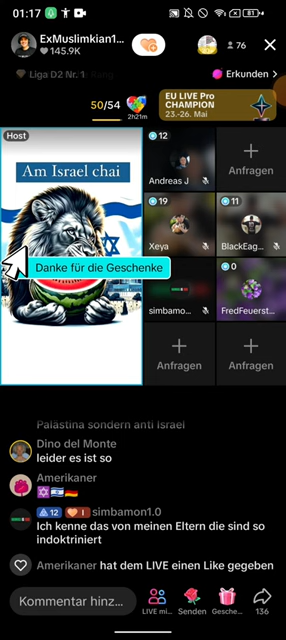 01:17
81
ExMuslimkian1...
145.9K
76
Liga D2 Nr. 1
Rang
Erkunden >
50/54
2h21m
EU LIVE Pro
CHAMPION
23.-26. Mai
Host
Am Israel chai
Danke für die Geschenke
12
Andreas J
Anfragen
19
Xeya
11
BlackEag...
simbamo...
0
FredFeuerst...
Anfragen
Anfragen
Palästina sondern anti Israel
Dino del Monte
leider es ist so
Amerikaner
✡️🇮🇱🇩🇪
12
I
simbamon1.0
Ich kenne das von meinen Eltern die sind so
indoktriniert
Amerikaner hat dem LIVE einen Like gegeben
Kommentar hinz...
LIVE mi...
Senden
Gesche...
136